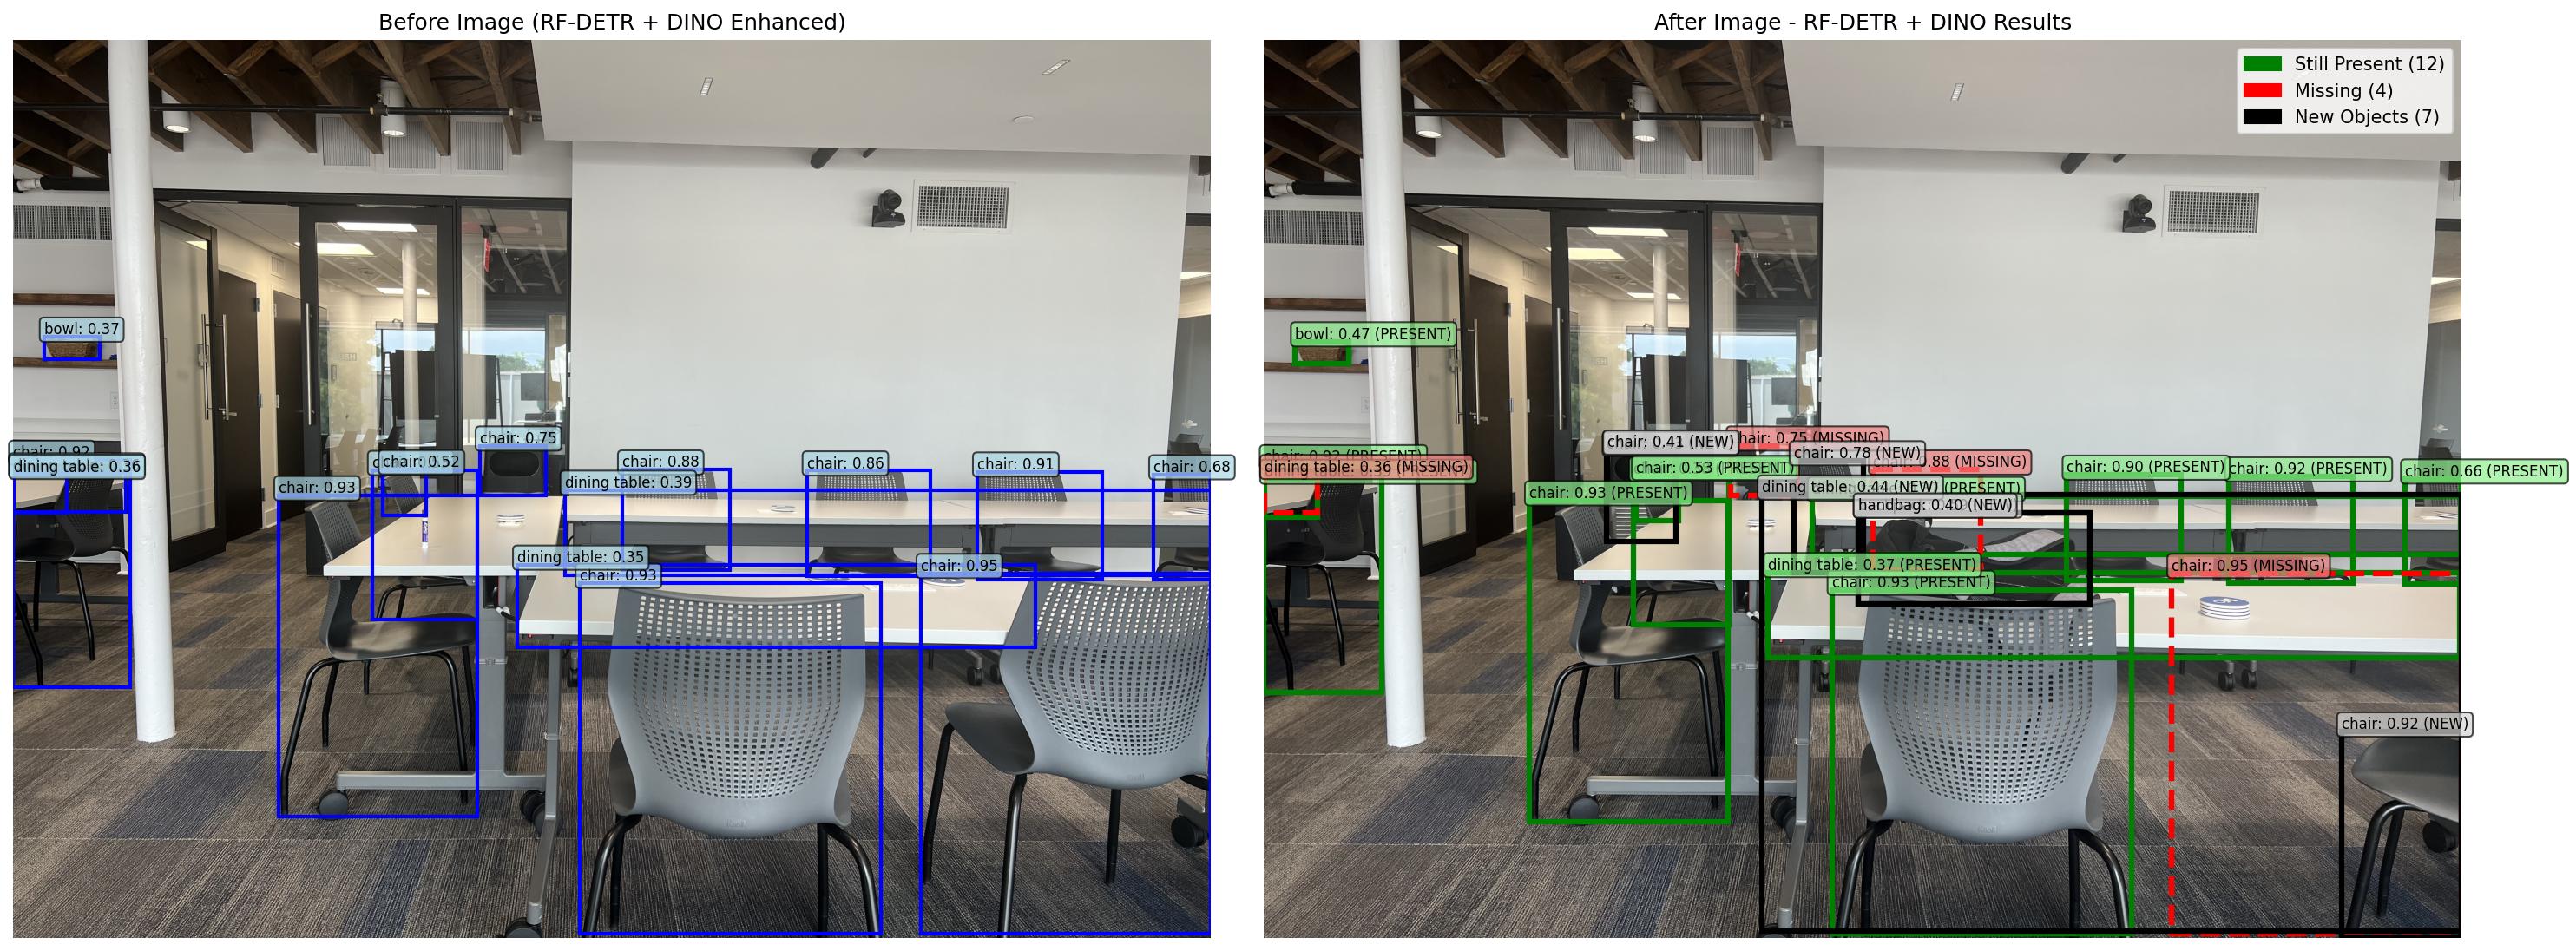 Before Image (RF-DETR + DINO Enhanced)
bowl: 0.37
chair: 0.92
dining table: 0.36
chair: 0.93
chair: 0.52
chair: 0.75
chair: 0.88
dining table: 0.39
chair: 0.86
chair: 0.91
chair: 0.68
dining table: 0.35
chair: 0.93
chair: 0.95
After Image - RF-DETR + DINO Results
Still Present (12)
Missing (4)
New Objects (7)
bowl: 0.47 (PRESENT)
dining table: 0.36 (MISSING)
chair: 0.41 (NEW)
chair: 0.75 (MISSING)
chair: 0.78 (NEW)
0.88 (MISSING)
chair: 0.53 (PRESENT)
chair: 0.90 (PRESENT)
chair: 0.92 (PRESENT)
chair: 0.66 (PRESENT)
chair: 0.93 (PRESENT)
dining table: 0.44 (NEW)
(PRESENT)
handbag: 0.40 (NEW)
dining table: 0.37 (PRESENT)
chair: 0.93 (PRESENT)
chair: 0.95 (MISSING)
chair: 0.92 (NEW)